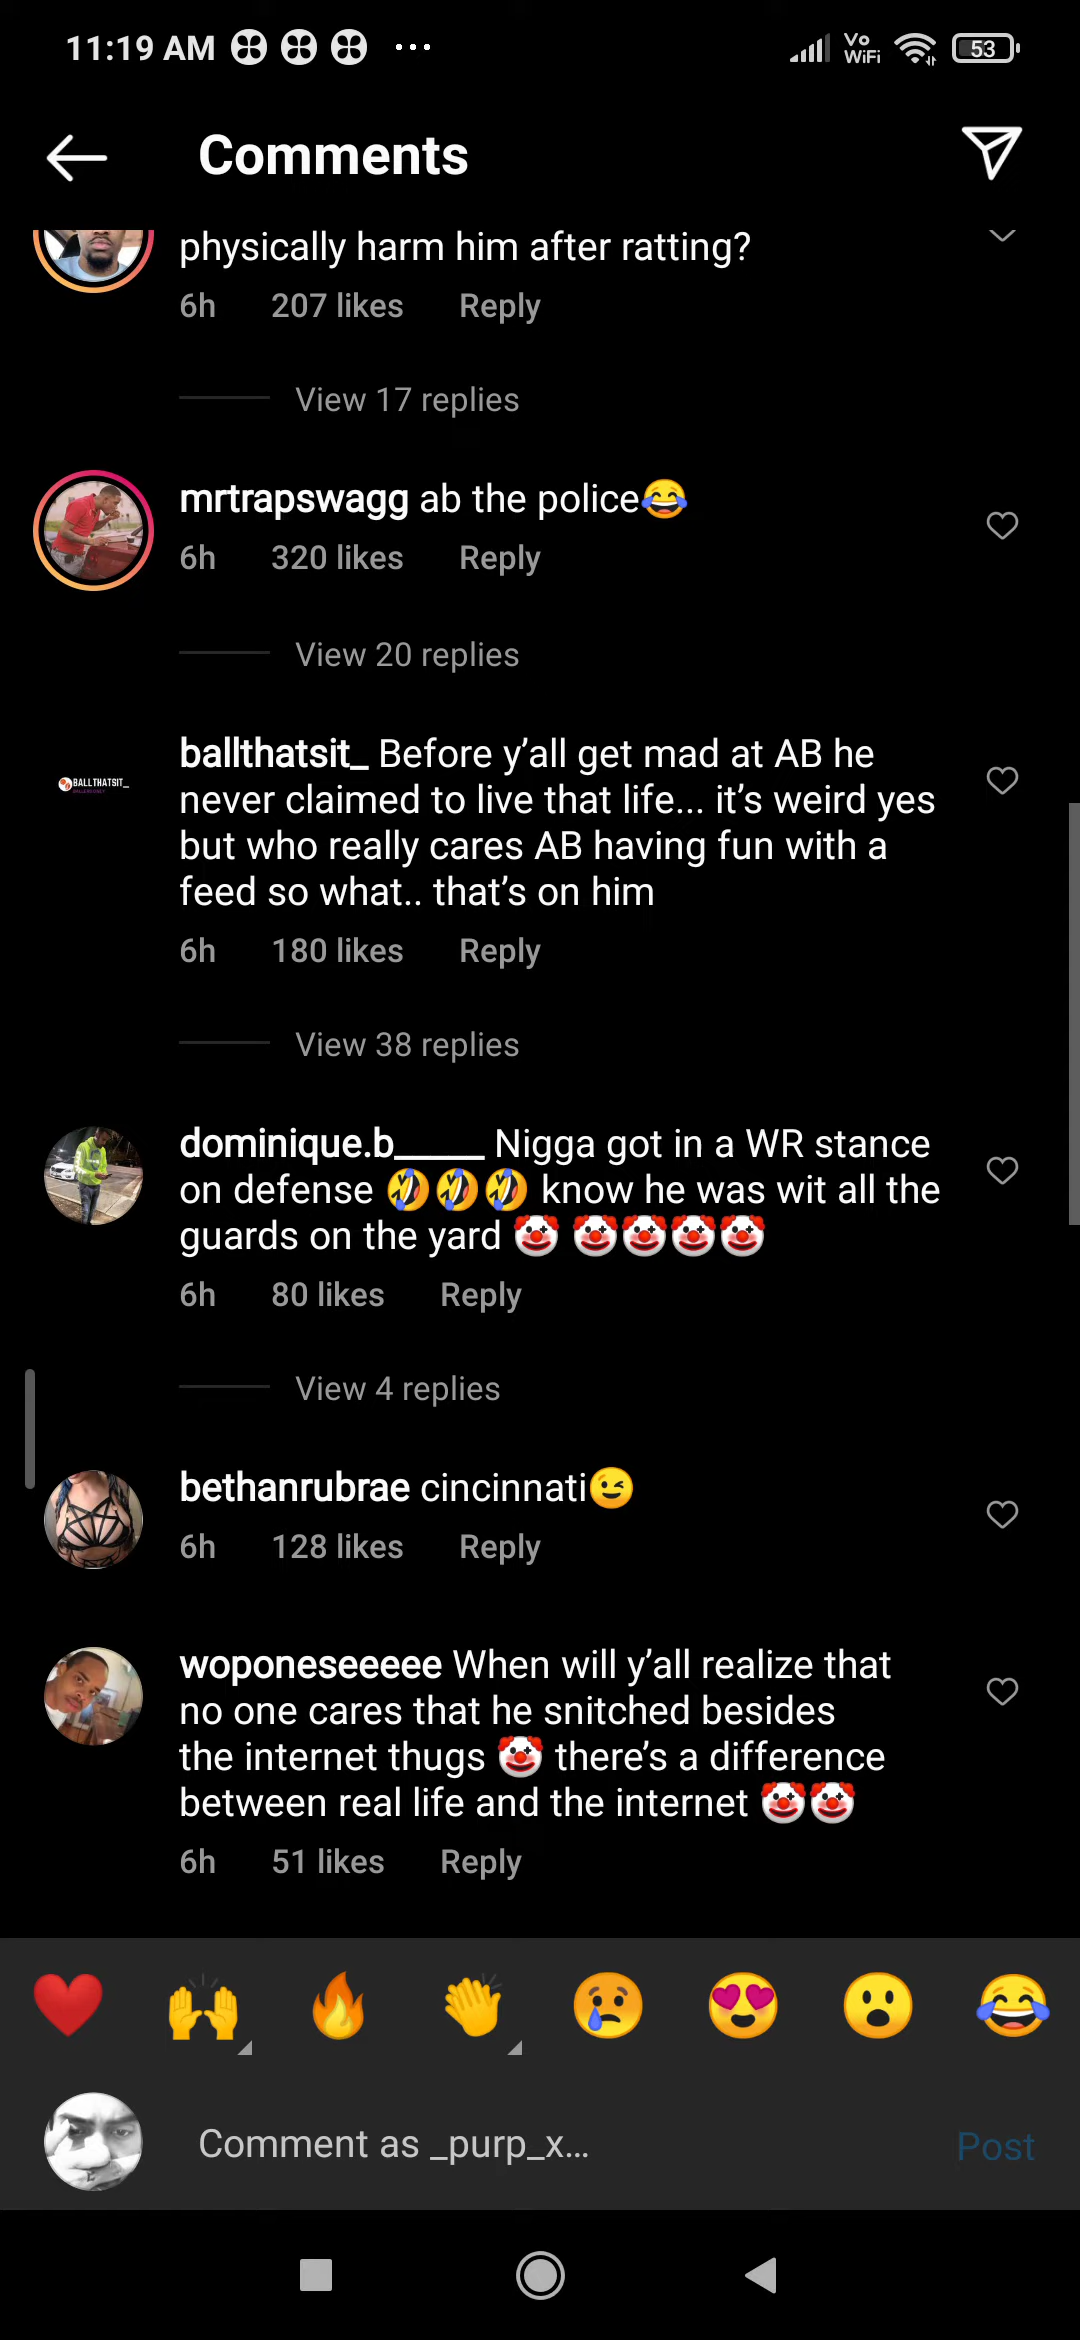 11:19 AM
Vo
WiFi
53
Comments
physically harm him after ratting?
6h 207 likes Reply
View 17 replies
mrtrapswagg ab the police😂
6h 320 likes Reply
View 20 replies
BALLTHATSIT_
ballthatsit_ Before y’all get mad at AB he
never claimed to live that life... it’s weird yes
but who really cares AB having fun with a
feed so what.. that’s on him
6h 180 likes Reply
View 38 replies
dominique.b_____ Nigga got in a WR stance
on defense 🤣🤣🤣 know he was wit all the
guards on the yard 🤡 🤡🤡🤡🤡
6h 80 likes Reply
View 4 replies
bethanrubrae cincinnati😉
6h 128 likes Reply
woponeseeeee When will y’all realize that
no one cares that he snitched besides
the internet thugs 🤡 there’s a difference
between real life and the internet 🤡🤡
6h 51 likes Reply
Comment as _purp_x...
Post